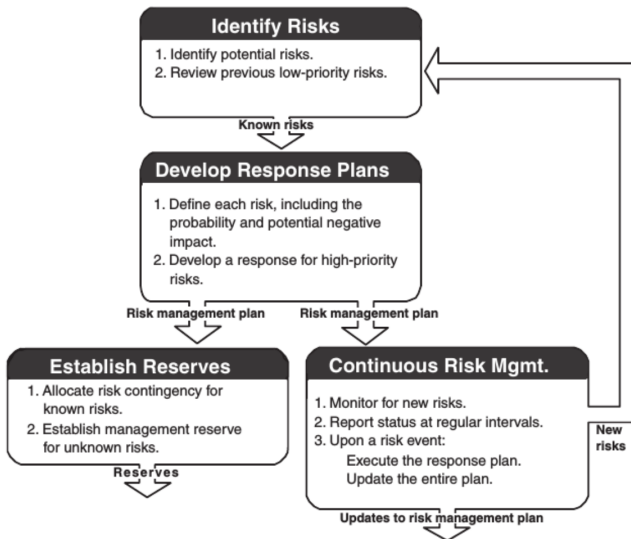 Identify Risks
1. Identify potential risks.
2. Review previous low-priority risks.
Known risks
Develop Response Plans
1. Define each risk, including the
probability and potential negative
impact.
2. Develop a response for high-priority
risks.
Risk management plan
Risk management plan
Establish Reserves
1. Allocate risk contingency for
known risks.
2. Establish management reserve
for unknown risks.
Reserves
Continuous Risk Mgmt.
1. Monitor for new risks.
2. Report status at regular intervals.
3. Upon a risk event:
Execute the response plan.
Update the entire plan.
New
risks
Updates to risk management plan